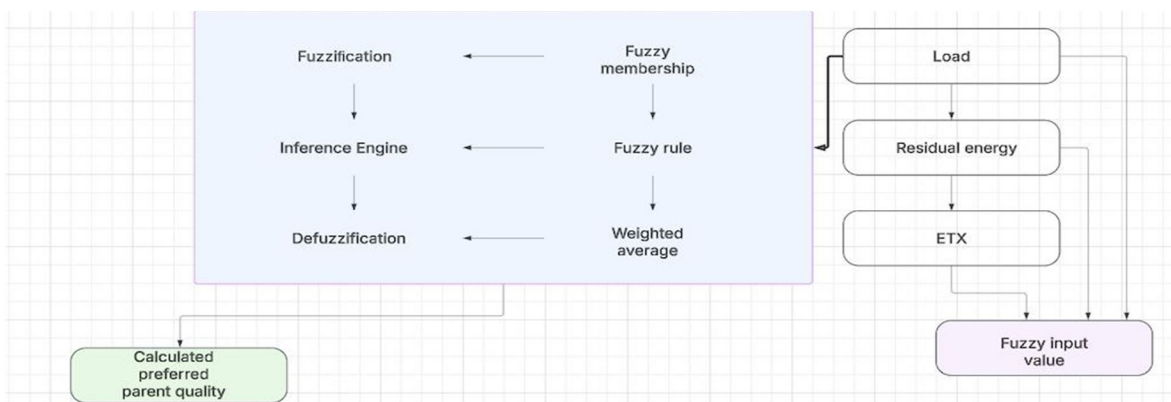 Fuzzification
Fuzzy
membership
Load
Inference Engine
Fuzzy rule
Residual energy
Defuzzification
Weighted
average
ETX
Calculated
preferred
parent quality
Fuzzy input
value